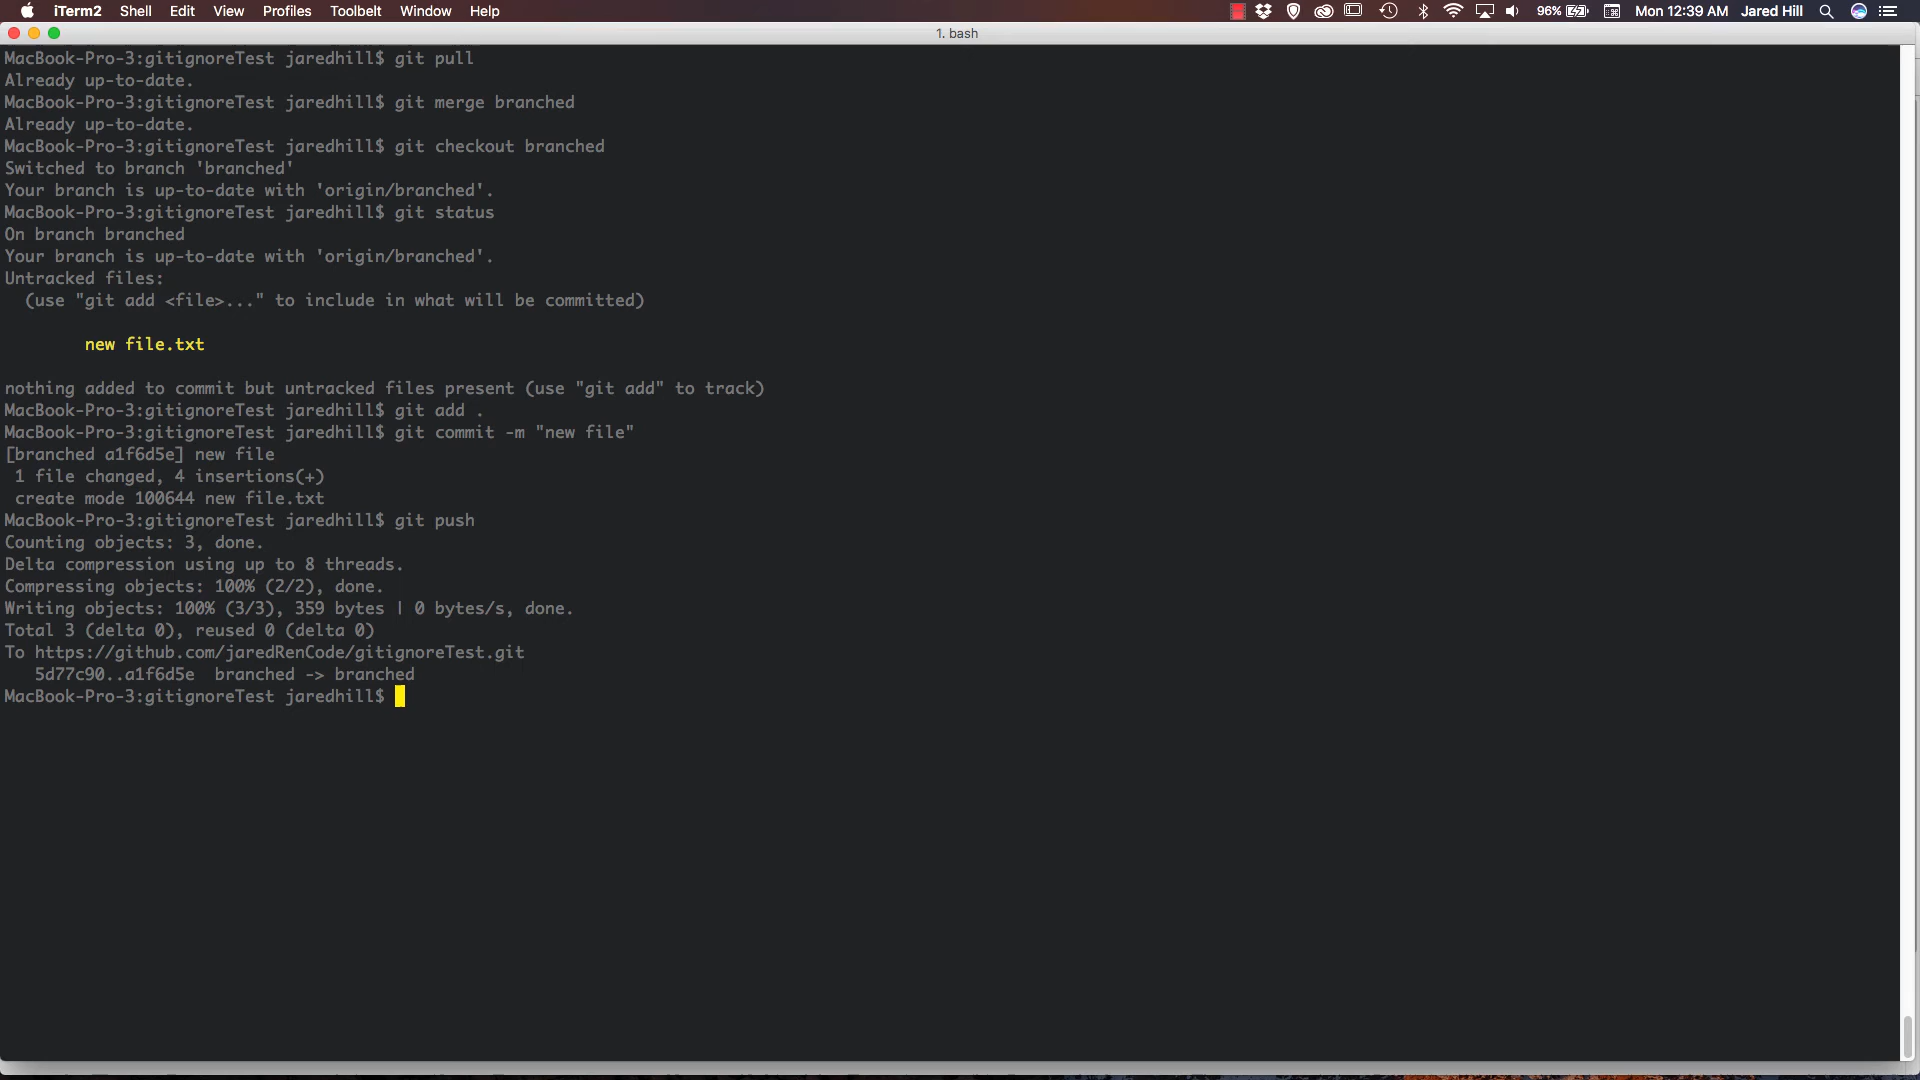 iTerm2 Shell Edit View Profiles Toolbelt Window Help 96% Mon 12:39 AM Jared Hill
1. bash
MacBook-Pro-3:gitignoreTest jaredhill$ git pull
Already up-to-date.
MacBook-Pro-3:gitignoreTest jaredhill$ git merge branched
Already up-to-date.
MacBook-Pro-3:gitignoreTest jaredhill$ git checkout branched
Switched to branch 'branched'
Your branch is up-to-date with 'origin/branched'.
MacBook-Pro-3:gitignoreTest jaredhill$ git status
On branch branched
Your branch is up-to-date with 'origin/branched'.
Untracked files:
  (use "git add <file>..." to include in what will be committed)
        new file.txt
nothing added to commit but untracked files present (use "git add" to track)
MacBook-Pro-3:gitignoreTest jaredhill$ git add .
MacBook-Pro-3:gitignoreTest jaredhill$ git commit -m "new file"
[branched a1f6d5e] new file
 1 file changed, 4 insertions(+)
 create mode 100644 new file.txt
MacBook-Pro-3:gitignoreTest jaredhill$ git push
Counting objects: 3, done.
Delta compression using up to 8 threads.
Compressing objects: 100% (2/2), done.
Writing objects: 100% (3/3), 359 bytes | 0 bytes/s, done.
Total 3 (delta 0), reused 0 (delta 0)
To https://github.com/jaredRenCode/gitignoreTest.git
   5d77c90..a1f6d5e  branched -> branched
MacBook-Pro-3:gitignoreTest jaredhill$